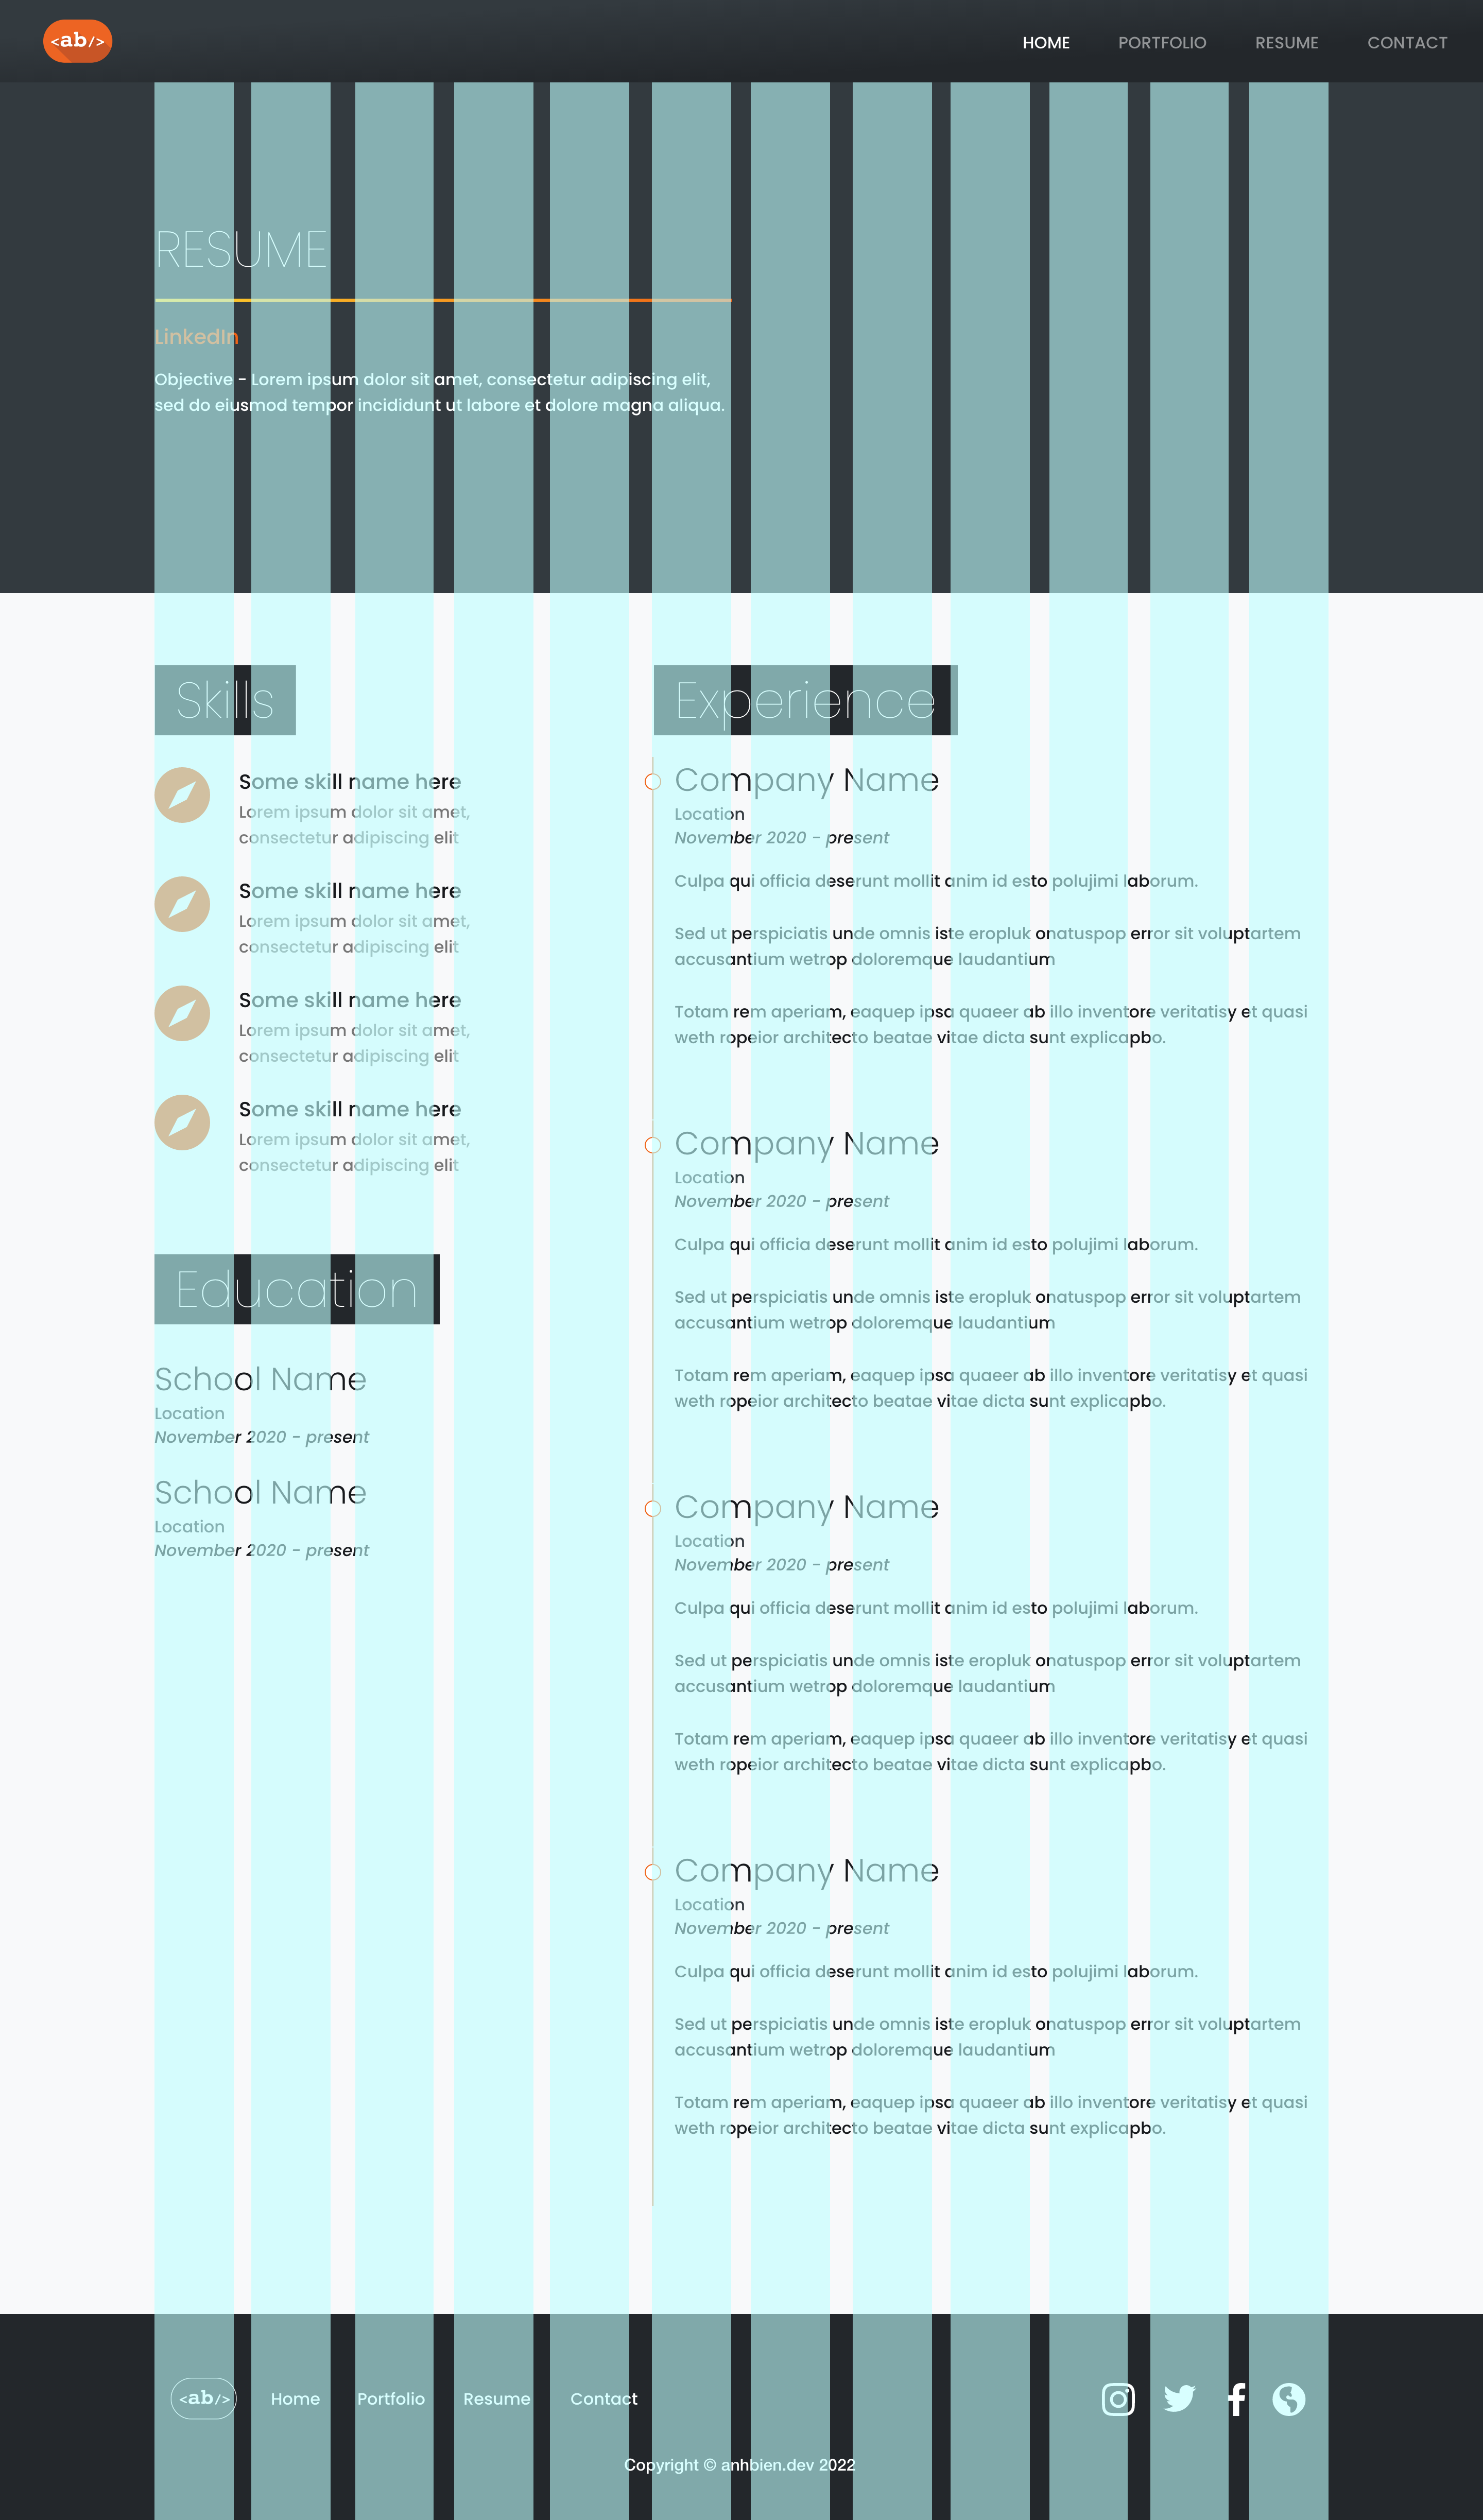 <ab/>
HOME PORTFOLIO RESUME CONTACT
RESUME
LinkedIn
Objective - Lorem ipsum dolor sit amet, consectetur adipiscing elit,
sed do eiusmod tempor incididunt ut labore et dolore magna aliqua.
Skills
Some skill name here
Lorem ipsum dolor sit amet,
consectetur adipiscing elit
Some skill name here
Lorem ipsum dolor sit amet,
consectetur adipiscing elit
Some skill name here
Lorem ipsum dolor sit amet,
consectetur adipiscing elit
Some skill name here
Lorem ipsum dolor sit amet,
consectetur adipiscing elit
Education
School Name
Location
November 2020 - present
School Name
Location
November 2020 - present
Experience
Company Name
Location
November 2020 - present
Culpa qui officia deserunt mollit anim id esto polujimi laborum.
Sed ut perspiciatis unde omnis iste eropluk onatuspop error sit voluptartem
accusantium wetrop doloremque laudantium
Totam rem aperiam, eaquep ipsa quaeer ab illo inventore veritatisy et quasi
weth ropeior architecto beatae vitae dicta sunt explicapbo.
Company Name
Location
November 2020 - present
Culpa qui officia deserunt mollit anim id esto polujimi laborum.
Sed ut perspiciatis unde omnis iste eropluk onatuspop error sit voluptartem
accusantium wetrop doloremque laudantium
Totam rem aperiam, eaquep ipsa quaeer ab illo inventore veritatisy et quasi
weth ropeior architecto beatae vitae dicta sunt explicapbo.
Company Name
Location
November 2020 - present
Culpa qui officia deserunt mollit anim id esto polujimi laborum.
Sed ut perspiciatis unde omnis iste eropluk onatuspop error sit voluptartem
accusantium wetrop doloremque laudantium
Totam rem aperiam, eaquep ipsa quaeer ab illo inventore veritatisy et quasi
weth ropeior architecto beatae vitae dicta sunt explicapbo.
Company Name
Location
November 2020 - present
Culpa qui officia deserunt mollit anim id esto polujimi laborum.
Sed ut perspiciatis unde omnis iste eropluk onatuspop error sit voluptartem
accusantium wetrop doloremque laudantium
Totam rem aperiam, eaquep ipsa quaeer ab illo inventore veritatisy et quasi
weth ropeior architecto beatae vitae dicta sunt explicapbo.
<ab/> Home Portfolio Resume Contact
Copyright © anhbien.dev 2022